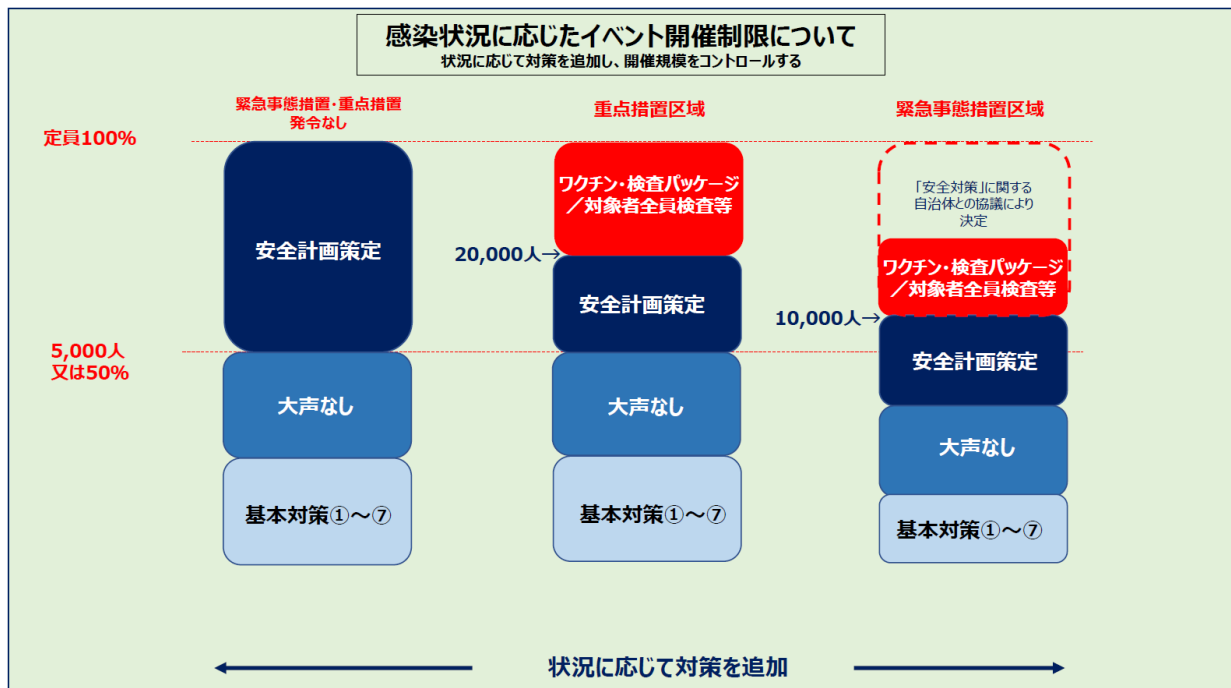 感染状況に応じたイベント開催制限について
状況に応じて対策を追加し、開催規模をコントロールする
緊急事態措置・重点措置
発令なし
重点措置区域
緊急事態措置区域
定員100%
安全計画策定
ワクチン・検査パッケージ
／対象者全員検査等
「安全対策」に関する
自治体との協議により
決定
20,000人→
安全計画策定
ワクチン・検査パッケージ
／対象者全員検査等
10,000人→
5,000人
又は50%
安全計画策定
大声なし
大声なし
大声なし
基本対策①～⑦
基本対策①～⑦
基本対策①～⑦
状況に応じて対策を追加